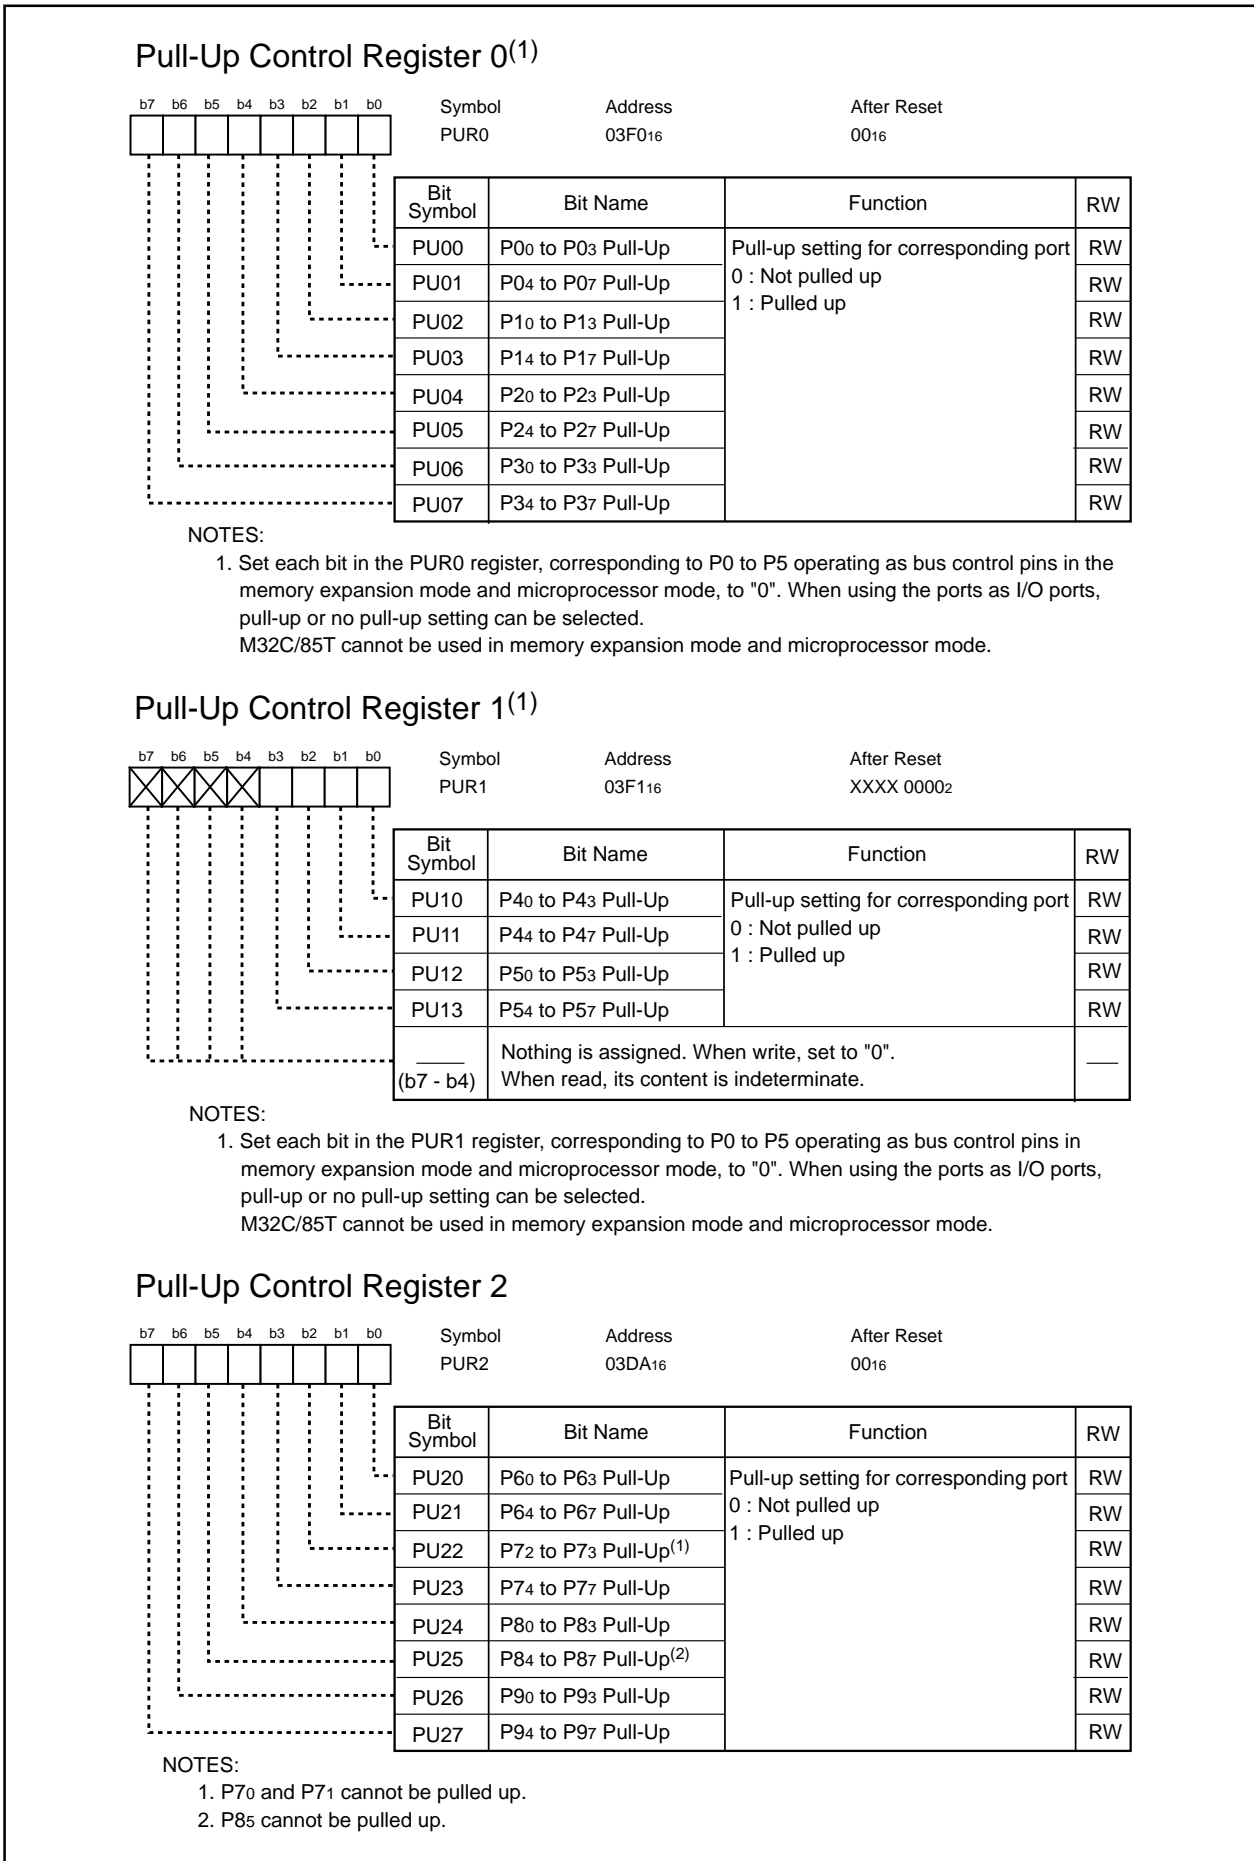 Pull-Up Control Register 0(1)
b7 b6 b5 b4 b3 b2 b1 b0 Symbol Address After Reset
PUR0 03F016 0016
Bit Symbol Bit Name Function RW
PU00 P00 to P03 Pull-Up Pull-up setting for corresponding port RW
PU01 P04 to P07 Pull-Up 0 : Not pulled up RW
PU02 P10 to P13 Pull-Up 1 : Pulled up RW
PU03 P14 to P17 Pull-Up RW
PU04 P20 to P23 Pull-Up RW
PU05 P24 to P27 Pull-Up RW
PU06 P30 to P33 Pull-Up RW
PU07 P34 to P37 Pull-Up RW
NOTES:
1. Set each bit in the PUR0 register, corresponding to P0 to P5 operating as bus control pins in the
memory expansion mode and microprocessor mode, to "0". When using the ports as I/O ports,
pull-up or no pull-up setting can be selected.
M32C/85T cannot be used in memory expansion mode and microprocessor mode.
Pull-Up Control Register 1(1)
b7 b6 b5 b4 b3 b2 b1 b0 Symbol Address After Reset
PUR1 03F116 XXXX 00002
Bit Symbol Bit Name Function RW
PU10 P40 to P43 Pull-Up Pull-up setting for corresponding port RW
PU11 P44 to P47 Pull-Up 0 : Not pulled up RW
PU12 P50 to P53 Pull-Up 1 : Pulled up RW
PU13 P54 to P57 Pull-Up RW
Nothing is assigned. When write, set to "0".
(b7 - b4) When read, its content is indeterminate.
NOTES:
1. Set each bit in the PUR1 register, corresponding to P0 to P5 operating as bus control pins in
memory expansion mode and microprocessor mode, to "0". When using the ports as I/O ports,
pull-up or no pull-up setting can be selected.
M32C/85T cannot be used in memory expansion mode and microprocessor mode.
Pull-Up Control Register 2
b7 b6 b5 b4 b3 b2 b1 b0 Symbol Address After Reset
PUR2 03DA16 0016
Bit Symbol Bit Name Function RW
PU20 P60 to P63 Pull-Up Pull-up setting for corresponding port RW
PU21 P64 to P67 Pull-Up 0 : Not pulled up RW
PU22 P72 to P73 Pull-Up(1) 1 : Pulled up RW
PU23 P74 to P77 Pull-Up RW
PU24 P80 to P83 Pull-Up RW
PU25 P84 to P87 Pull-Up(2) RW
PU26 P90 to P93 Pull-Up RW
PU27 P94 to P97 Pull-Up RW
NOTES:
1. P70 and P71 cannot be pulled up.
2. P85 cannot be pulled up.